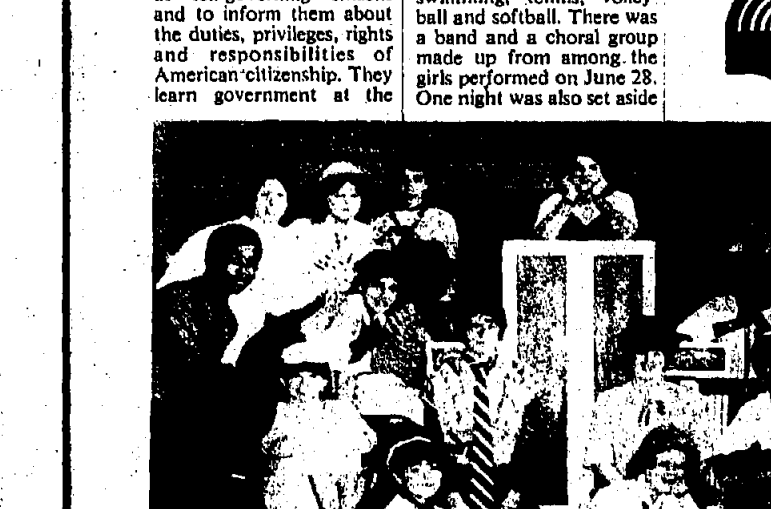 and to inform them about
the duties, privileges, rights
and responsibilities of
American citizenship. They
learn government at the
ball and softball. There was
a band and a choral group
made up from among the
girls performed on June 28.
One night was also set aside